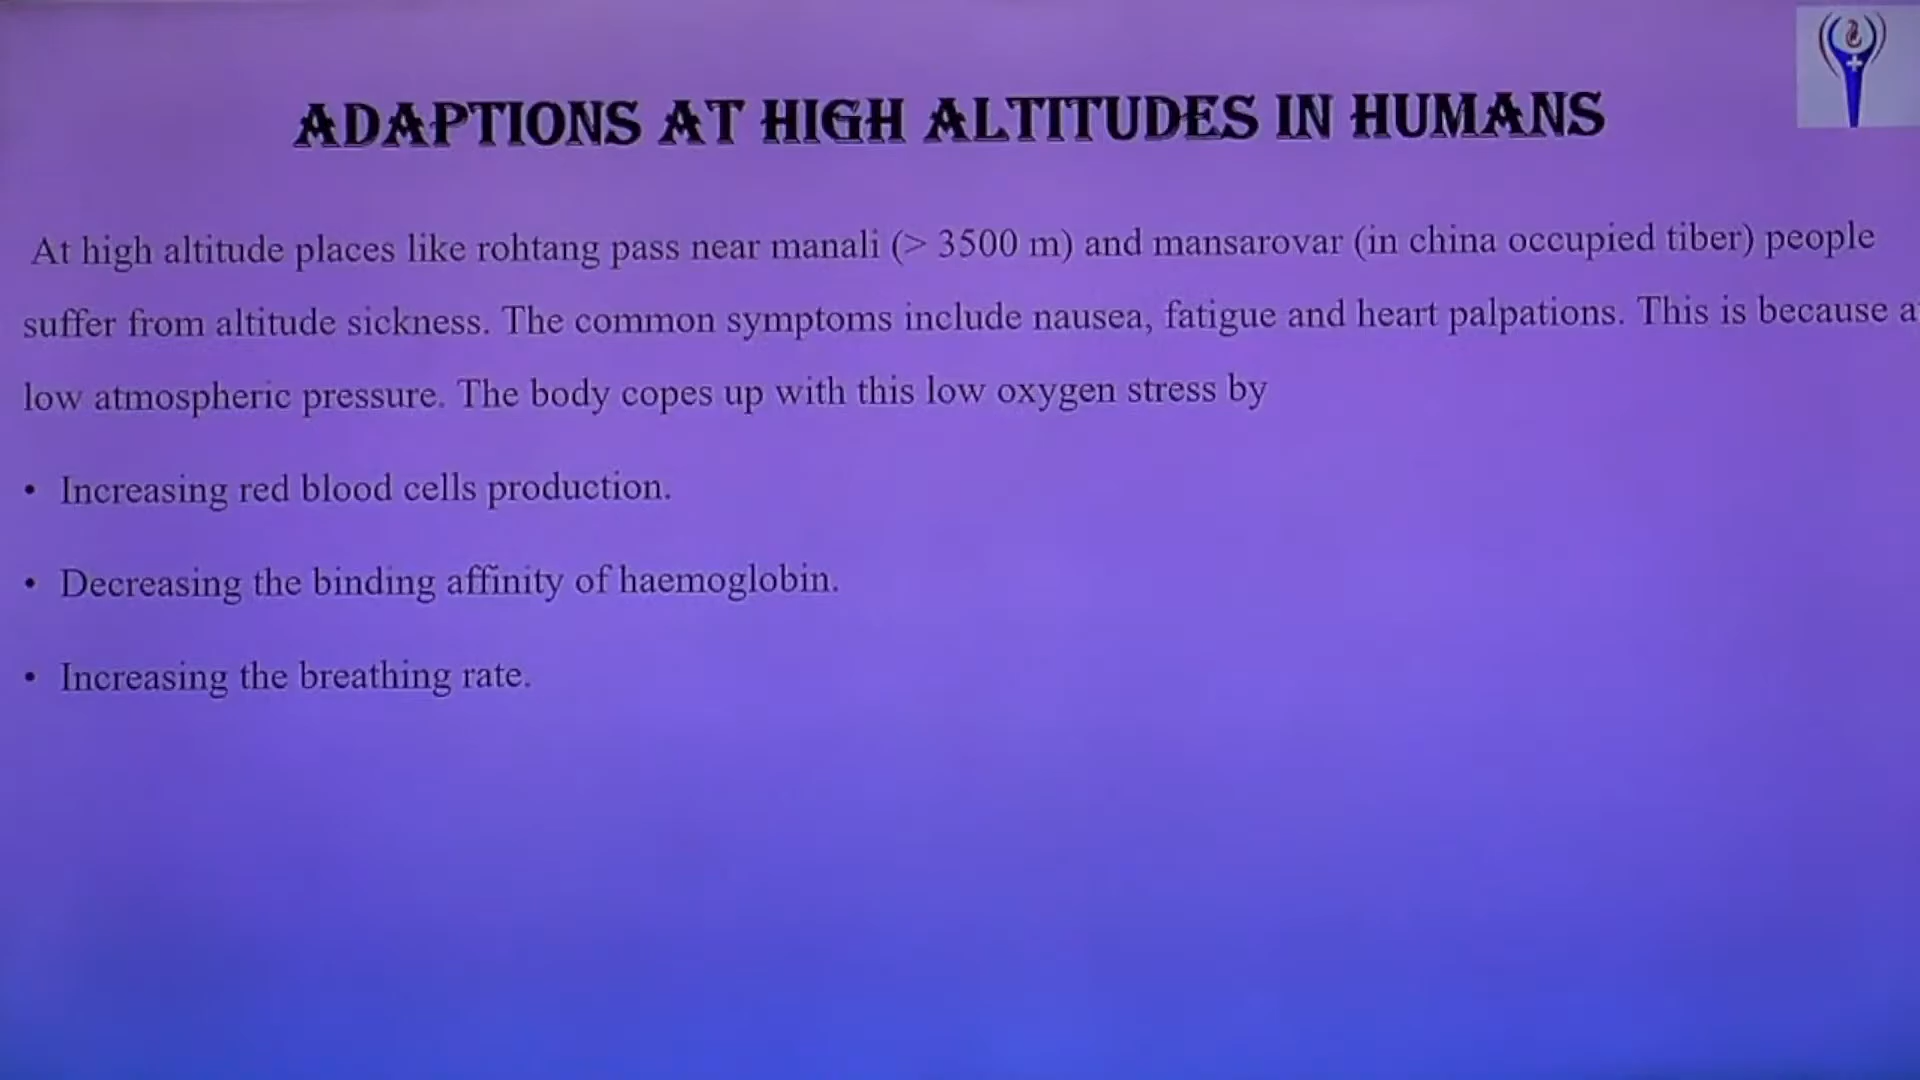 ADAPTIONS AT HIGH ALTITUDES IN HUMANS
At high altitude places like rohtang pass near manali (> 3500 m) and mansarovar (in china occupied tiber) people
suffer from altitude sickness. The common symptoms include nausea, fatigue and heart palpations. This is because
low atmospheric pressure. The body copes up with this low oxygen stress by
• Increasing red blood cells production.
• Decreasing the binding affinity of haemoglobin.
• Increasing the breathing rate.